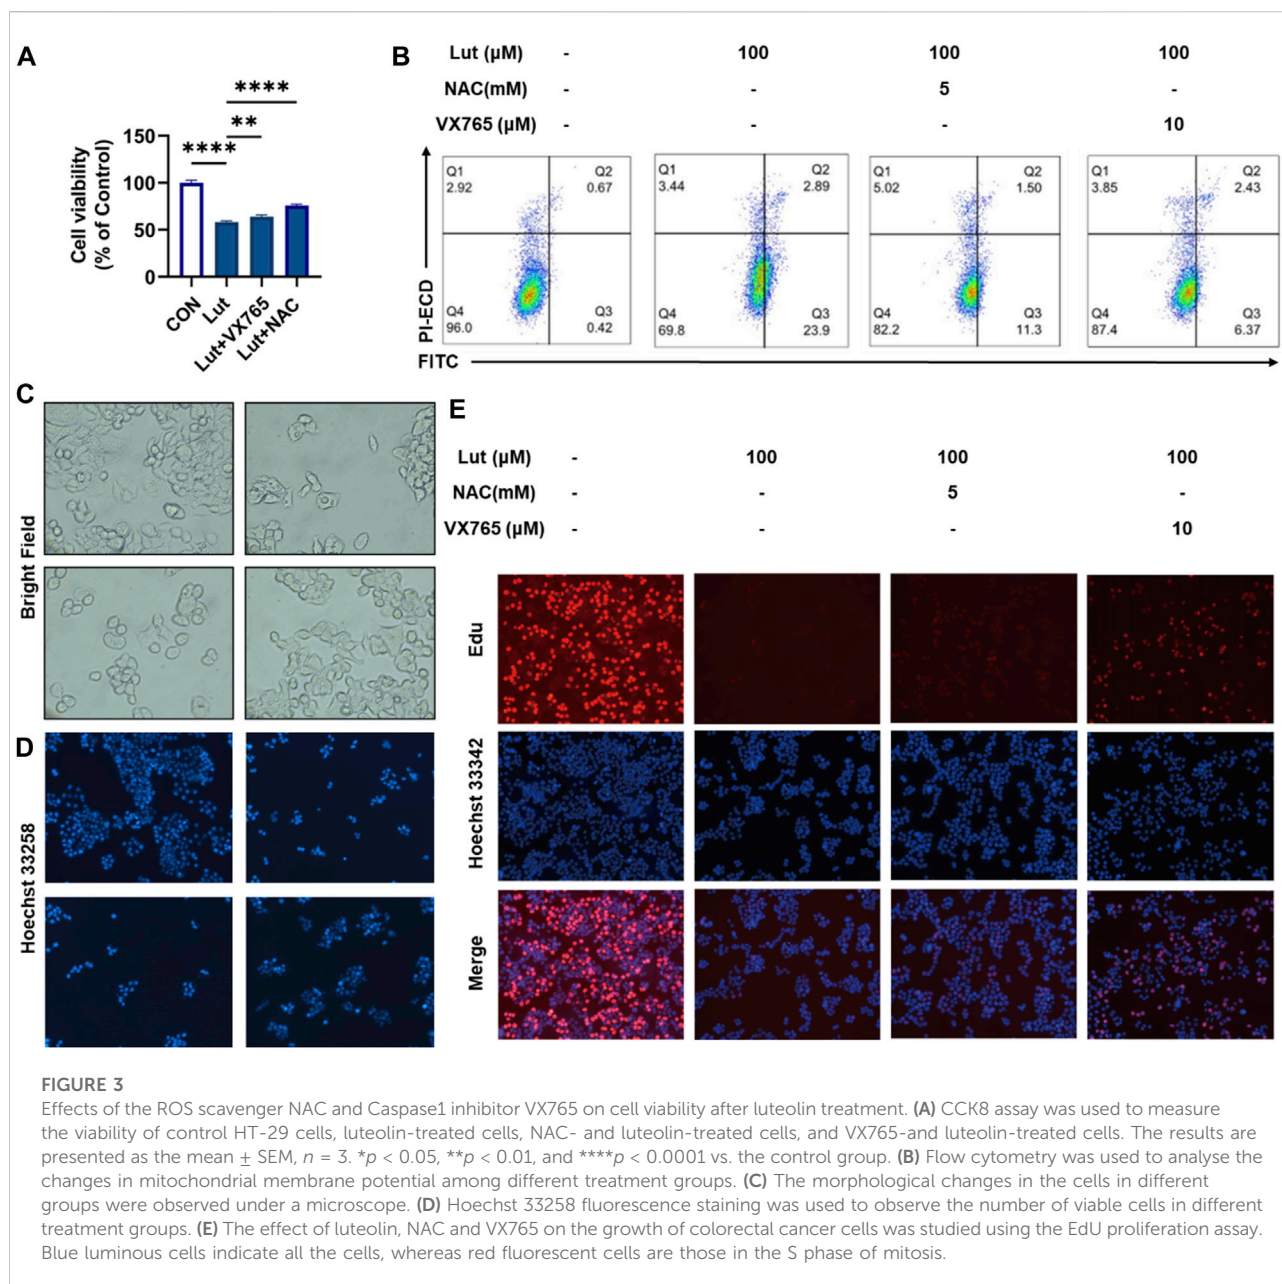 A
****
**
****
150
100
50
0
Cell vialbility
(% of Control)
CON
Lut
Lut+VX765
Lut+NAC
B
Lut (µM) - 100 100 100
NAC(mM) - - 5 -
VX765 (µM) - - - 10
Q1 Q2 Q1 Q2 Q1 Q2 Q1 Q2
2.92 0.67 3.44 2.89 5.02 1.50 3.85 2.43
Q4 Q3 Q4 Q3 Q4 Q3 Q4 Q3
96.0 0.42 69.8 23.9 82.2 11.3 87.4 6.37
PI-ECD
FITC
C
Bright Field
D
Hoechst 33258
E
Lut (µM) - 100 100 100
NAC(mM) - - 5 -
VX765 (µM) - - - 10
Edu
Hoechst 33342
Merge
FIGURE 3
Effects of the ROS scavenger NAC and Caspase1 inhibitor VX765 on cell viability after luteolin treatment. (A) CCK8 assay was used to measure
the viability of control HT-29 cells, luteolin-treated cells, NAC- and luteolin-treated cells, and VX765-and luteolin-treated cells. The results are
presented as the mean ± SEM, n = 3. *p < 0.05, **p < 0.01, and ****p < 0.0001 vs. the control group. (B) Flow cytometry was used to analyse the
changes in mitochondrial membrane potential among different treatment groups. (C) The morphological changes in the cells in different
groups were observed under a microscope. (D) Hoechst 33258 fluorescence staining was used to observe the number of viable cells in different
treatment groups. (E) The effect of luteolin, NAC and VX765 on the growth of colorectal cancer cells was studied using the EdU proliferation assay.
Blue luminous cells indicate all the cells, whereas red fluorescent cells are those in the S phase of mitosis.